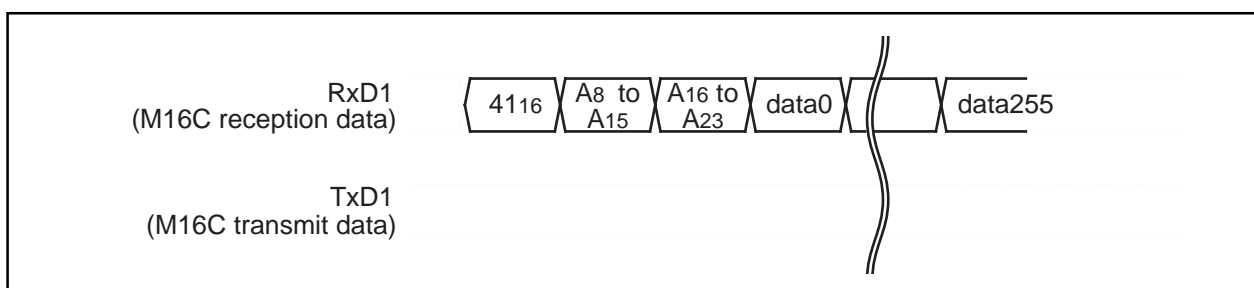 RxD1
(M16C reception data)
4116
A8 to
A15
A16 to
A23
data0
data255
TxD1
(M16C transmit data)